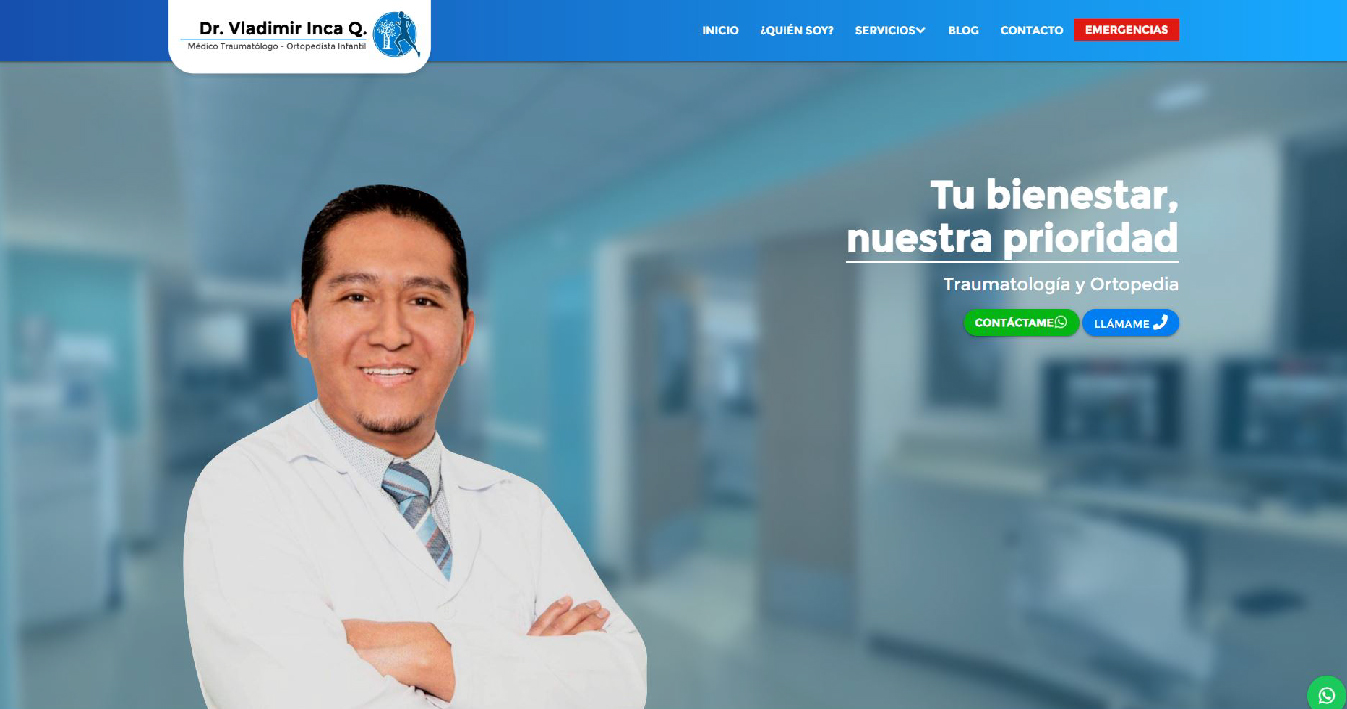 Dr. Vladimir Inca Q.
Médico Traumatólogo - Ortopedista Infantil
INICIO ¿QUIÉN SOY? SERVICIOS BLOG CONTACTO EMERGENCIAS
Tu bienestar,
nuestra prioridad
Traumatología y Ortopedia
CONTÁCTAME LLÁMAME